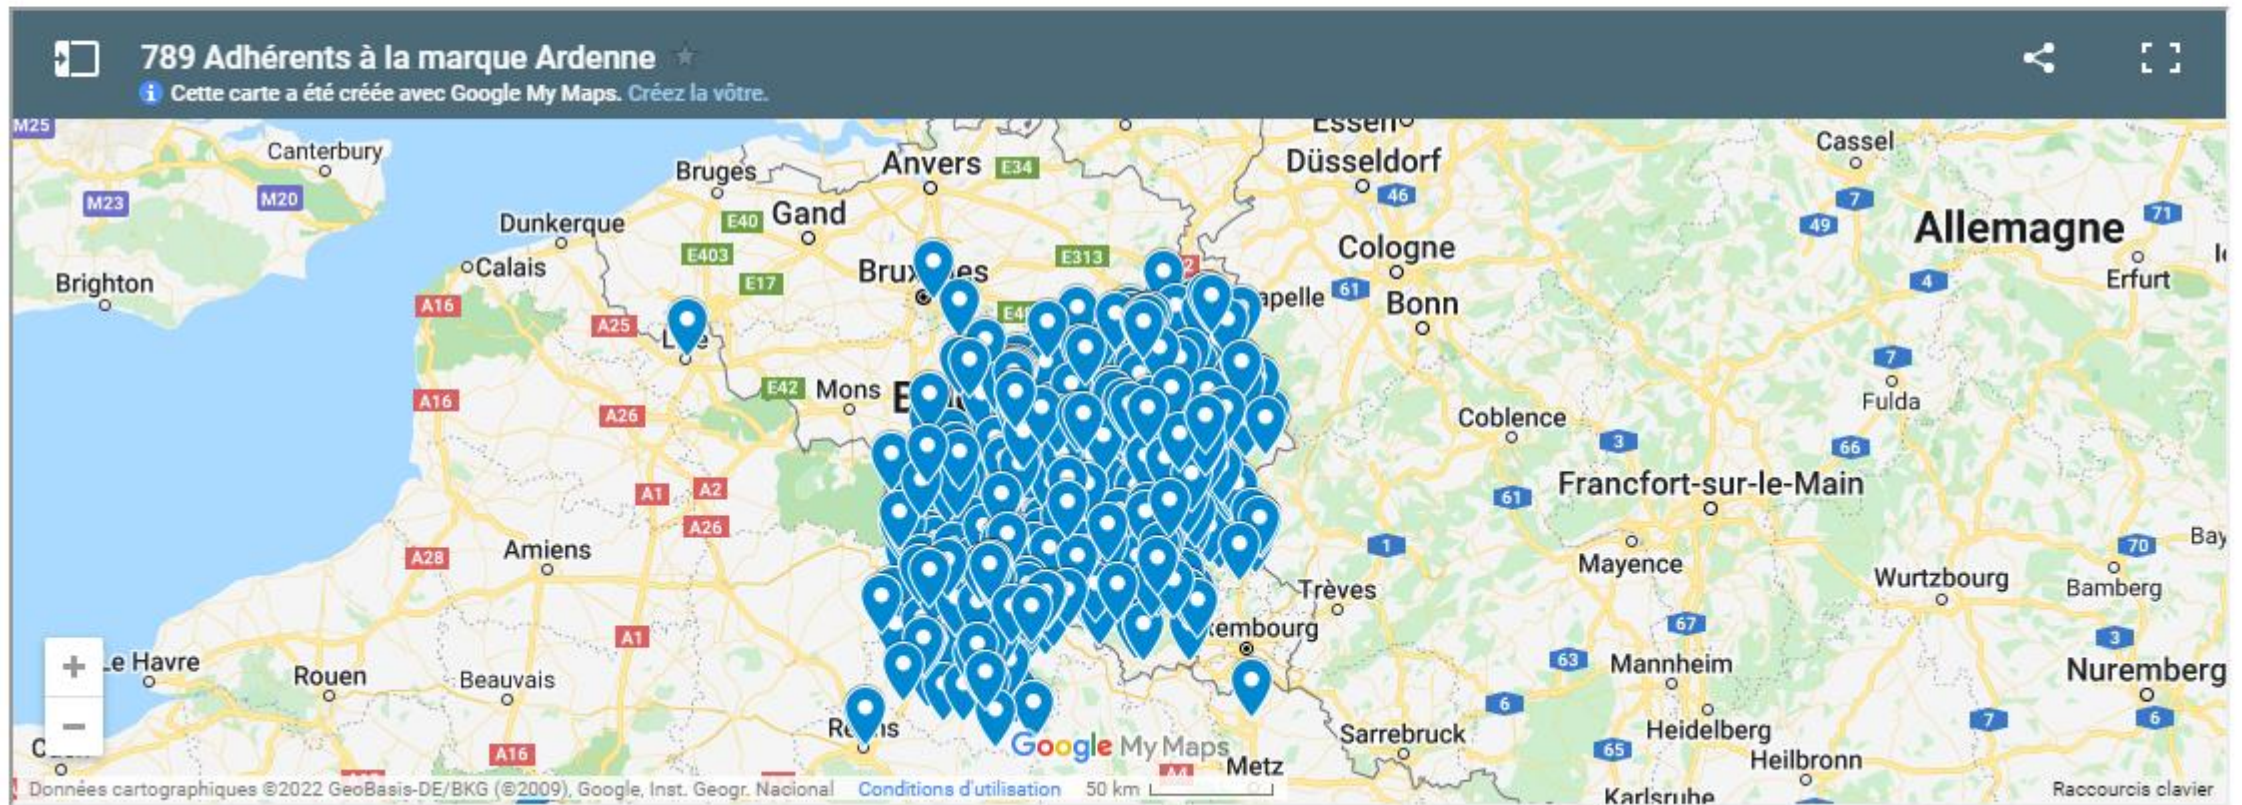 789 Adhérents à la marque Ardenne
Cette carte a été créée avec Google My Maps. Créez la vôtre.
M25
Essen
Canterbury
Cassel
Bruges
Anvers
E34
Düsseldorf
M23
M20
46
7
Dunkerque
E40
Gand
49
Allemagne
71
E403
E313
Cologne
Calais
Brighton
E17
apelle
61
Bonn
4
Erfurt
A16
A25
7
E42
Mons
A16
A26
Coblence
Fulda
3
66
A1
A2
61
Francfort-sur-le-Main
A26
A28
Amiens
1
70
Bay
Mayence
Wurtzbourg
Bamberg
Trèves
A1
67
3
embourg
Le Havre
Rouen
Beauvais
63
Mannheim
Nuremberg
6
7
6
Sarrebruck
Heidelberg
A16
Google My Maps
65
Heilbronn
A4
Metz
Données cartographiques ©2022 GeoBasis-DE/BKG (©2009), Google, Inst. Geogr. Nacional
Conditions d'utilisation
50 km
Karlsruhe
Raccourcis clavier